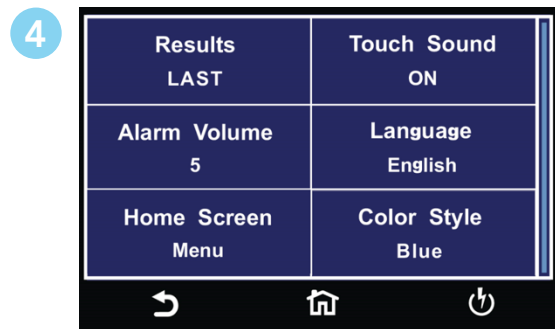 4
Results
LAST
Touch Sound
ON
Alarm Volume
5
Language
English
Home Screen
Menu
Color Style
Blue